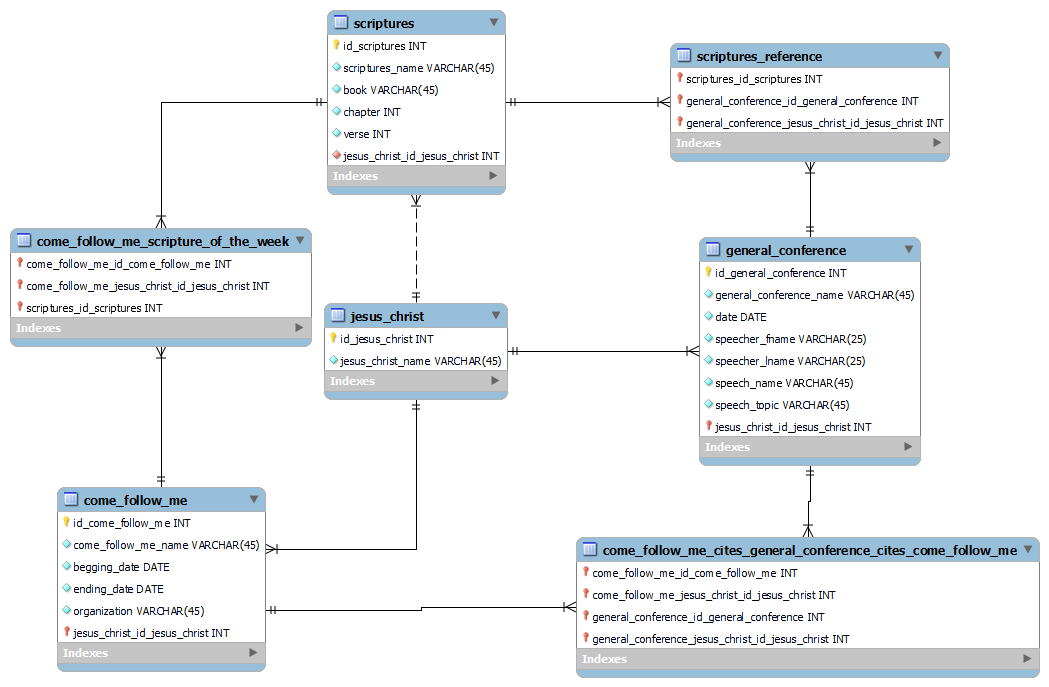 scriptures
id_scriptures INT
scriptures_name VARCHAR(45)
book VARCHAR(45)
chapter INT
verse INT
jesus_christ_id_jesus_christ INT
Indexes
scriptures_reference
scriptures_id_scriptures INT
general_conference_id_general_conference INT
general_conference_jesus_christ_id_jesus_christ INT
Indexes
come_follow_me_scripture_of_the_week
come_follow_me_id_come_follow_me INT
come_follow_me_jesus_christ_id_jesus_christ INT
scriptures_id_scriptures INT
Indexes
jesus_christ
id_jesus_christ INT
jesus_christ_name VARCHAR(45)
Indexes
general_conference
id_general_conference INT
general_conference_name VARCHAR(45)
date DATE
speecher_fname VARCHAR(25)
speecher_lname VARCHAR(25)
speech_name VARCHAR(45)
speech_topic VARCHAR(45)
jesus_christ_id_jesus_christ INT
Indexes
come_follow_me
id_come_follow_me INT
come_follow_me_name VARCHAR(45)
begging_date DATE
ending_date DATE
organization VARCHAR(45)
jesus_christ_id_jesus_christ INT
Indexes
come_follow_me_cites_general_conference_cites_come_follow_me
come_follow_me_id_come_follow_me INT
come_follow_me_jesus_christ_id_jesus_christ INT
general_conference_id_general_conference INT
general_conference_jesus_christ_id_jesus_christ INT
Indexes